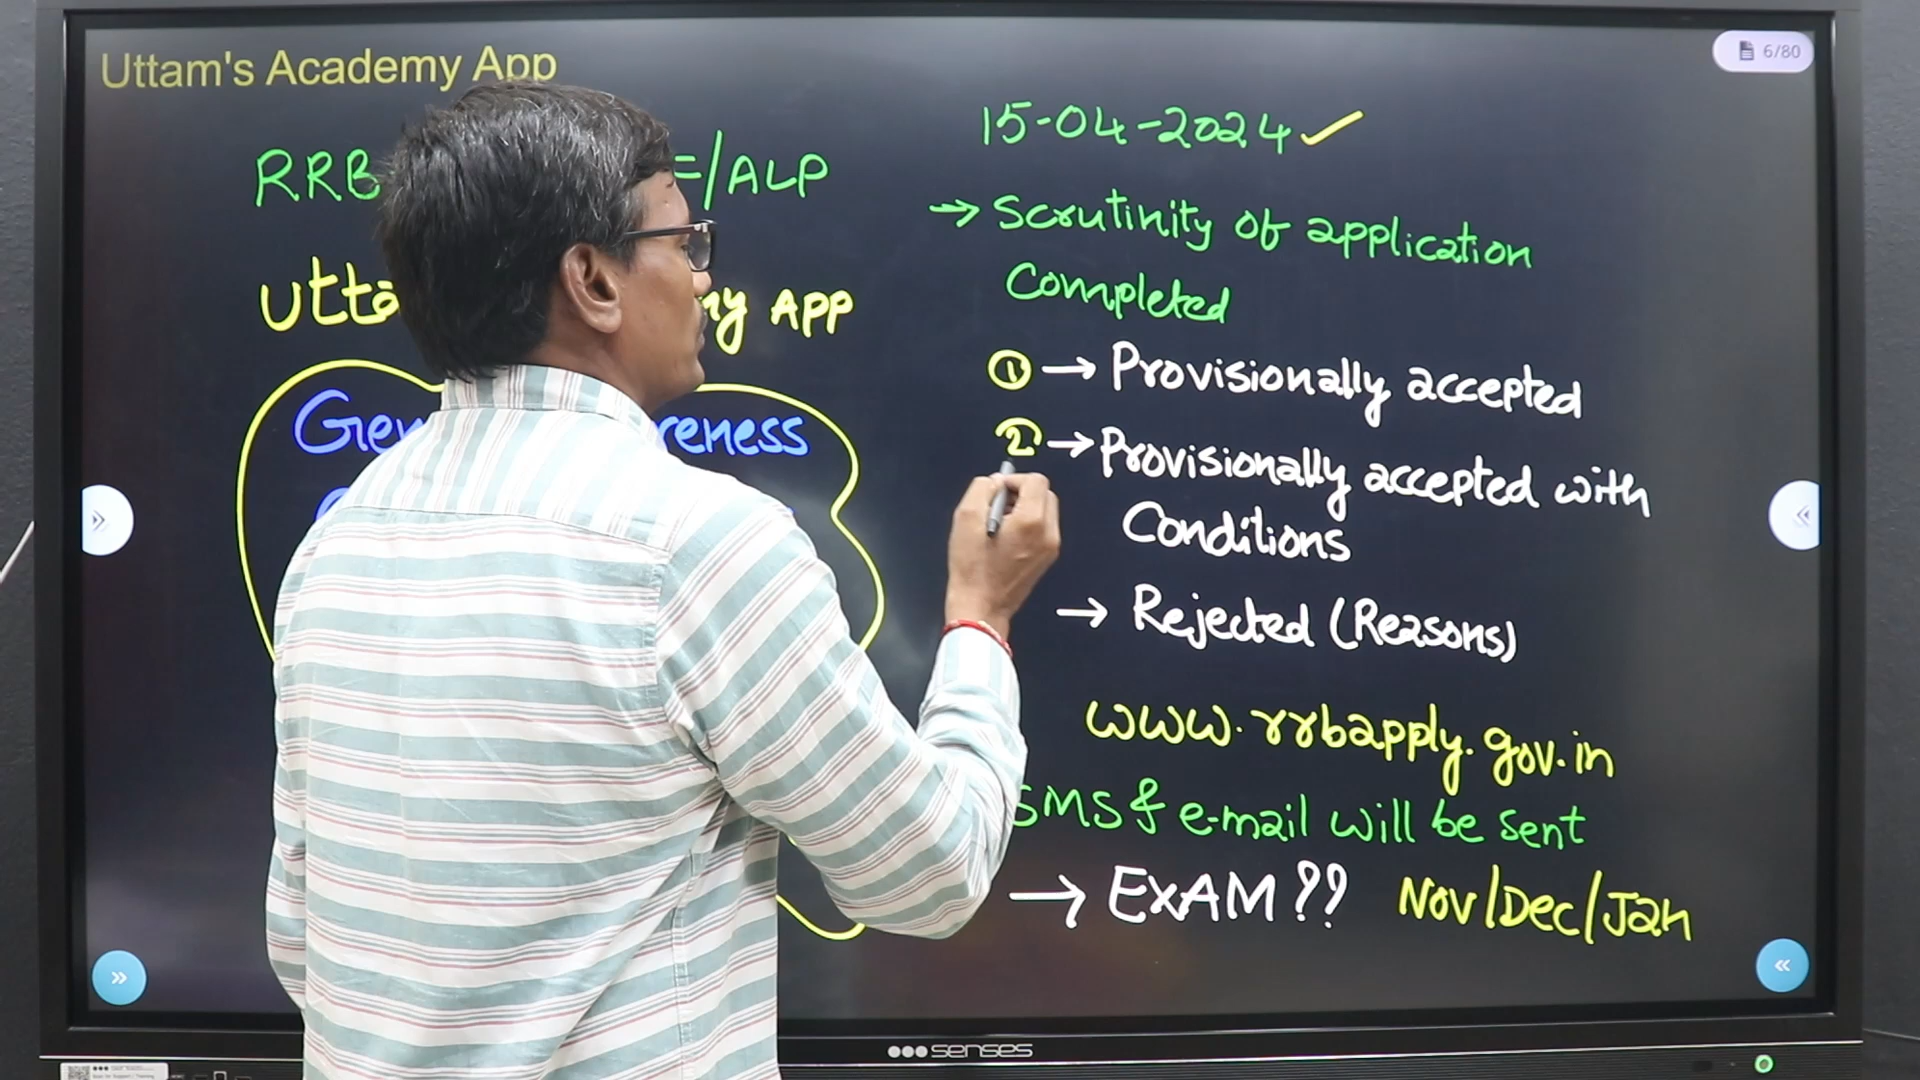 Uttam's Academy App
6/80
RRB =/ALP
my APP
15-04-2024
→ Scrutinity of application
Completed
① → Provisionally accepted
② → Provisionally accepted with
Conditions
→ Rejected (Reasons)
www.rrbapply.gov.in
SMS & e-mail will be sent
→ EXAM ?? Nov/Dec/Jan
senses